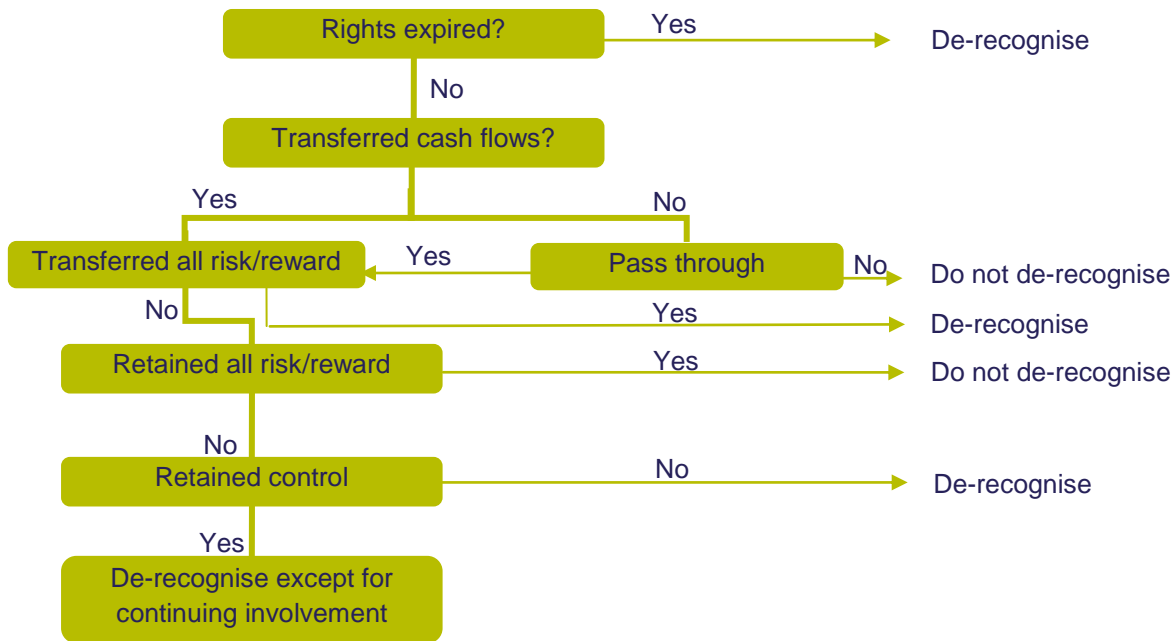 Rights expired?
Yes
De-recognise
No
Transferred cash flows?
Yes
No
Transferred all risk/reward
Yes
Pass through
No
Do not de-recognise
No
Yes
De-recognise
Retained all risk/reward
Yes
Do not de-recognise
No
Retained control
No
De-recognise
Yes
De-recognise except for
continuing involvement